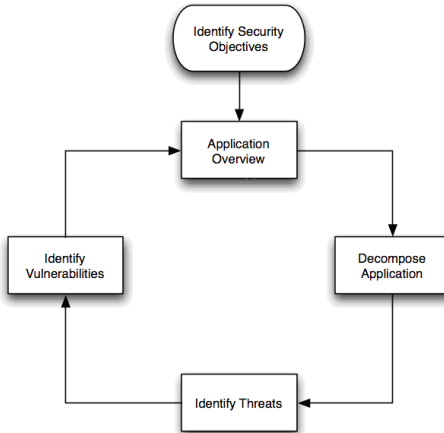 Identify Security
Objectives
Application
Overview
Identify
Vulnerabilities
Decompose
Application
Identify Threats